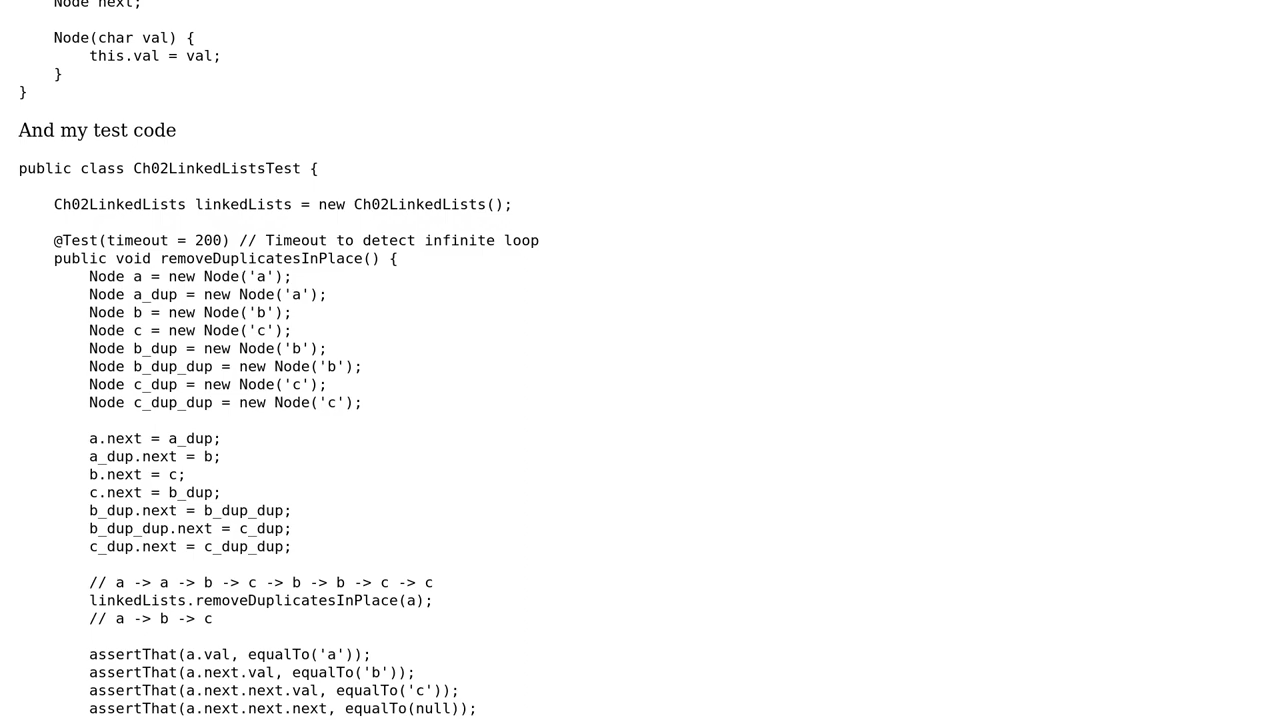 Node next;

    Node(char val) {
        this.val = val;
    }
}
And my test code
public class Ch02LinkedListsTest {

    Ch02LinkedLists linkedLists = new Ch02LinkedLists();

    @Test(timeout = 200) // Timeout to detect infinite loop
    public void removeDuplicatesInPlace() {
        Node a = new Node('a');
        Node a_dup = new Node('a');
        Node b = new Node('b');
        Node c = new Node('c');
        Node b_dup = new Node('b');
        Node b_dup_dup = new Node('b');
        Node c_dup = new Node('c');
        Node c_dup_dup = new Node('c');

        a.next = a_dup;
        a_dup.next = b;
        b.next = c;
        c.next = b_dup;
        b_dup.next = b_dup_dup;
        b_dup_dup.next = c_dup;
        c_dup.next = c_dup_dup;

        // a -> a -> b -> c -> b -> b -> c -> c
        linkedLists.removeDuplicatesInPlace(a);
        // a -> b -> c

        assertThat(a.val, equalTo('a'));
        assertThat(a.next.val, equalTo('b'));
        assertThat(a.next.next.val, equalTo('c'));
        assertThat(a.next.next.next, equalTo(null));